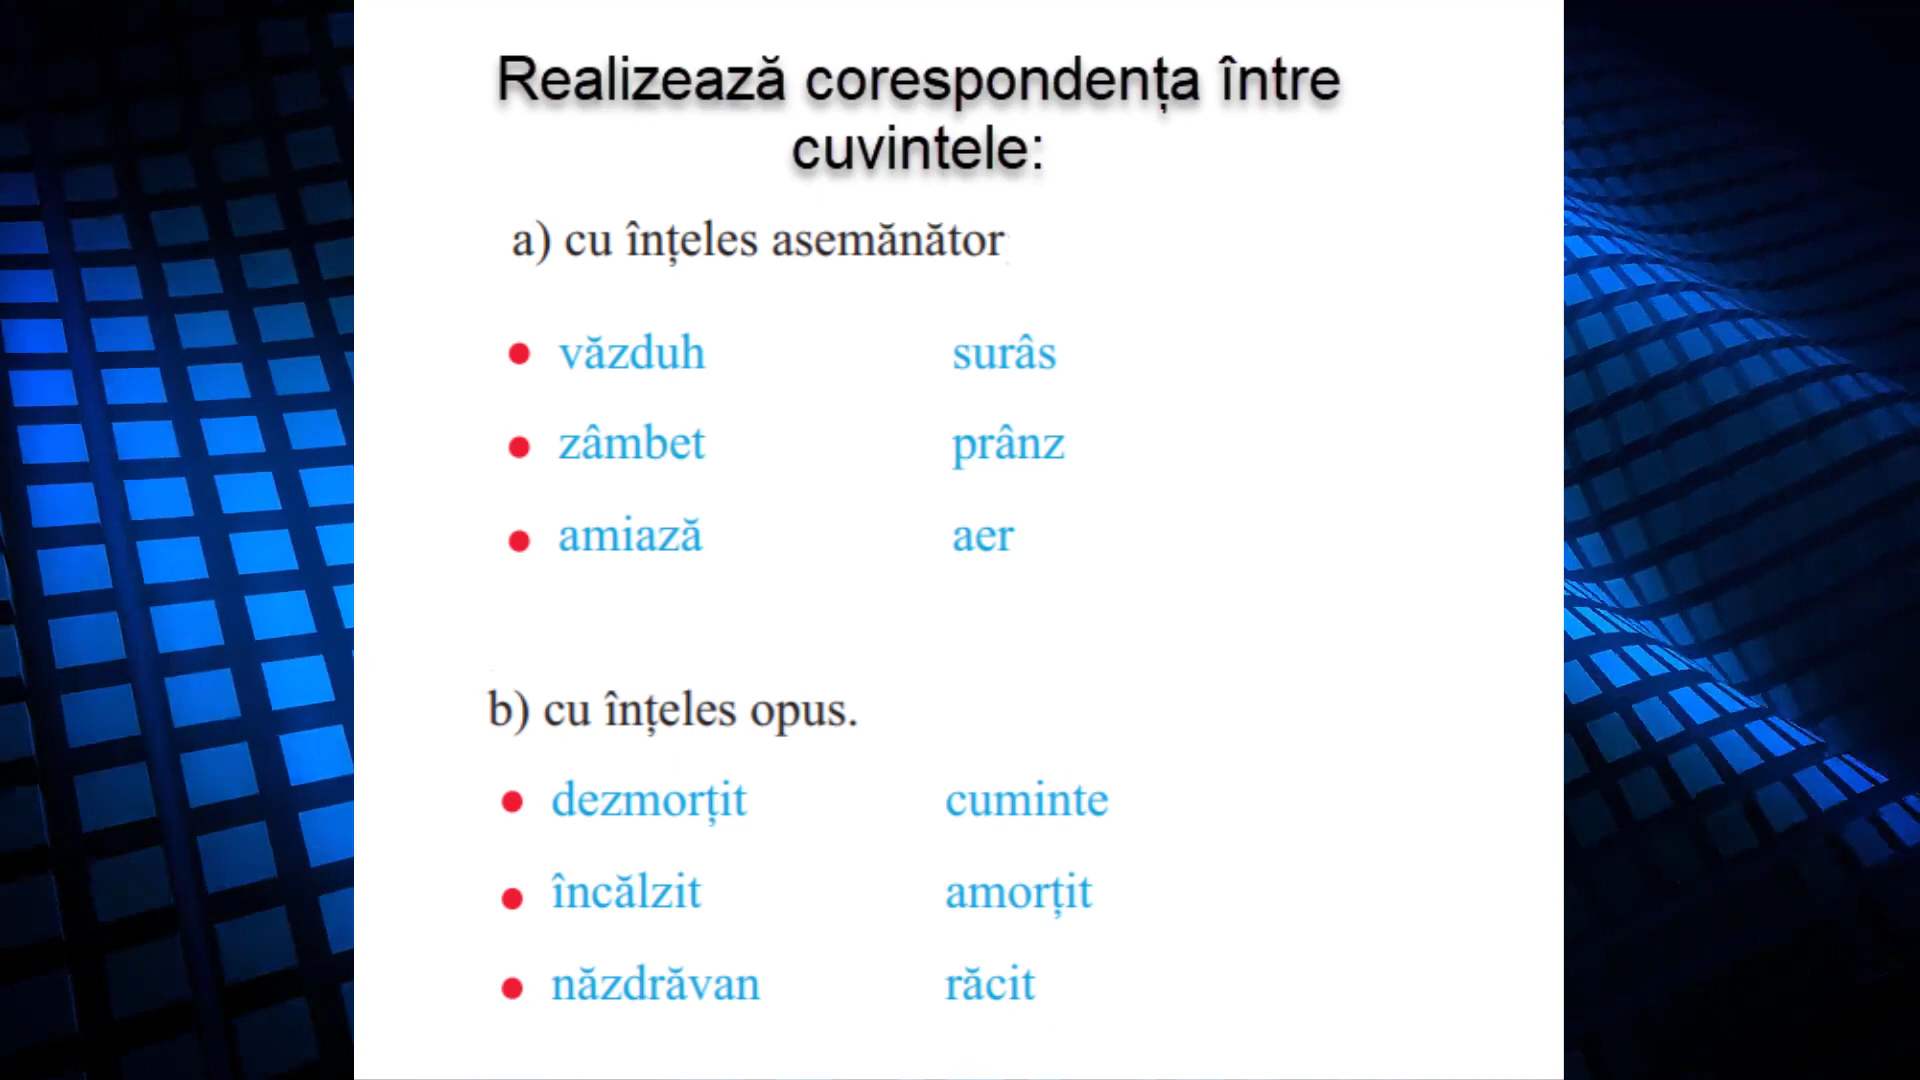 Realizează corespondența între
cuvintele:
a) cu înțeles asemănător
văzduh surâs
zâmbet prânz
amiază aer
b) cu înțeles opus.
dezmorțit cuminte
încălzit amorțit
năzdrăvan răcit